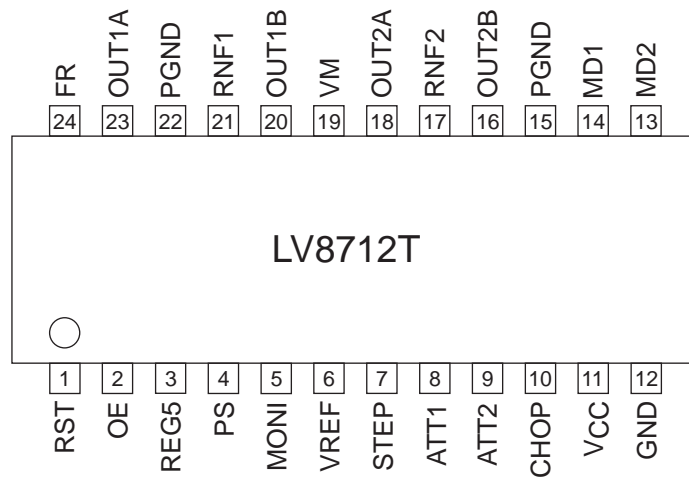 FR OUT1A PGND RNF1 OUT1B VM OUT2A RNF2 OUT2B PGND MD1 MD2
24 23 22 21 20 19 18 17 16 15 14 13
LV8712T
1 2 3 4 5 6 7 8 9 10 11 12
RST OE REG5 PS MONI VREF STEP ATT1 ATT2 CHOP VCC GND